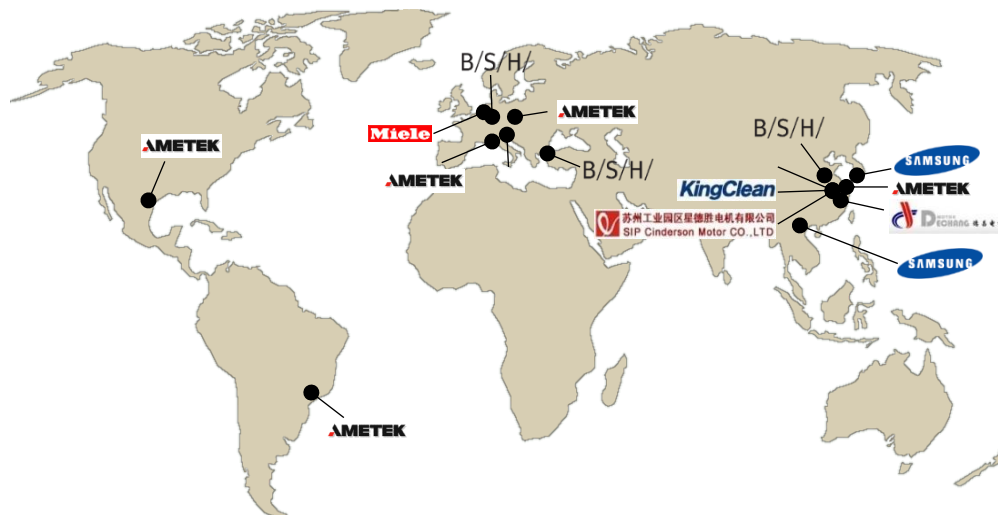 B/S/H/
AMETEK
Miele
AMETEK
AMETEK
B/S/H/
B/S/H/
SAMSUNG
KingClean
AMETEK
苏州工业园区星德胜电机有限公司
SIP Cinderson Motor CO.,LTD
DECHANG
SAMSUNG
AMETEK